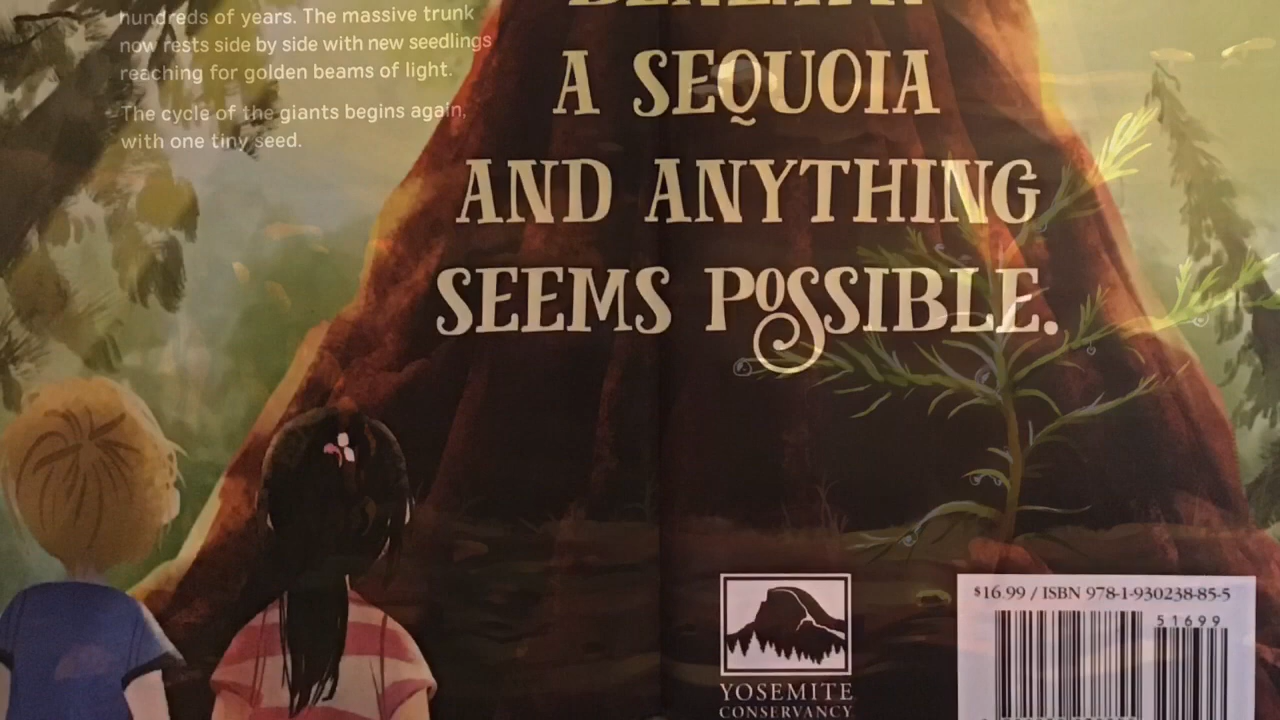 hundreds of years. The massive trunk
now rests side by side with new seedlings
reaching for golden beams of light.
The cycle of the giants begins again,
with one tiny seed.
BENEATH
A SEQUOIA
AND ANYTHING
SEEMS POSSIBLE.
YOSEMITE
CONSERVANCY
$16.99 / ISBN 978-1-930238-85-5
51699